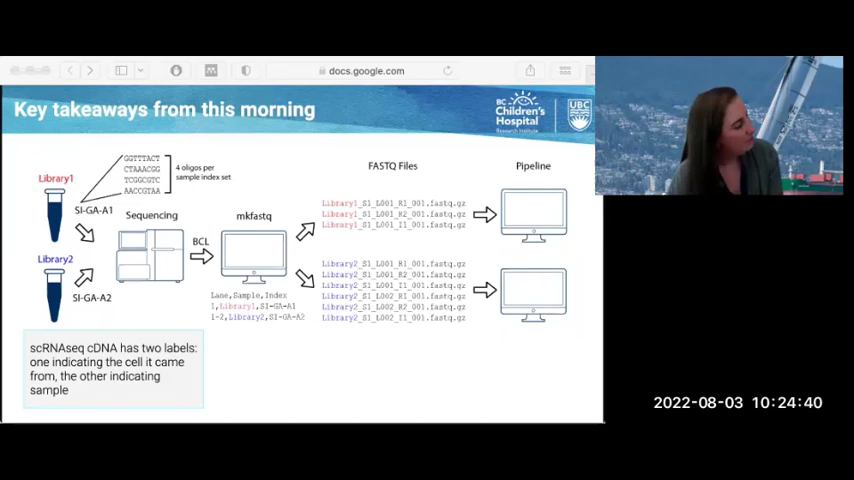 docs.google.com
Key takeaways from this morning
BC
Children's
Hospital
Research Institute
UBC
Library1
GGTTTACT
CTAAACGG
TCGGCGTC
AACCGTAA
4 oligos per
sample index set
SI-GA-A1
Library2
SI-GA-A2
Sequencing
BCL
mkfastq
Lane,Sample,Index
1,Library1,SI-GA-A1
1-2,Library2,SI-GA-A2
FASTQ Files
Library1_S1_L001_R1_001.fastq.gz
Library1_S1_L001_R2_001.fastq.gz
Library1_S1_L001_I1_001.fastq.gz
Library2_S1_L001_R1_001.fastq.gz
Library2_S1_L001_R2_001.fastq.gz
Library2_S1_L001_I1_001.fastq.gz
Library2_S1_L002_R1_001.fastq.gz
Library2_S1_L002_R2_001.fastq.gz
Library2_S1_L002_I1_001.fastq.gz
Pipeline
scRNAseq cDNA has two labels:
one indicating the cell it came
from, the other indicating
sample
2022-08-03 10:24:40